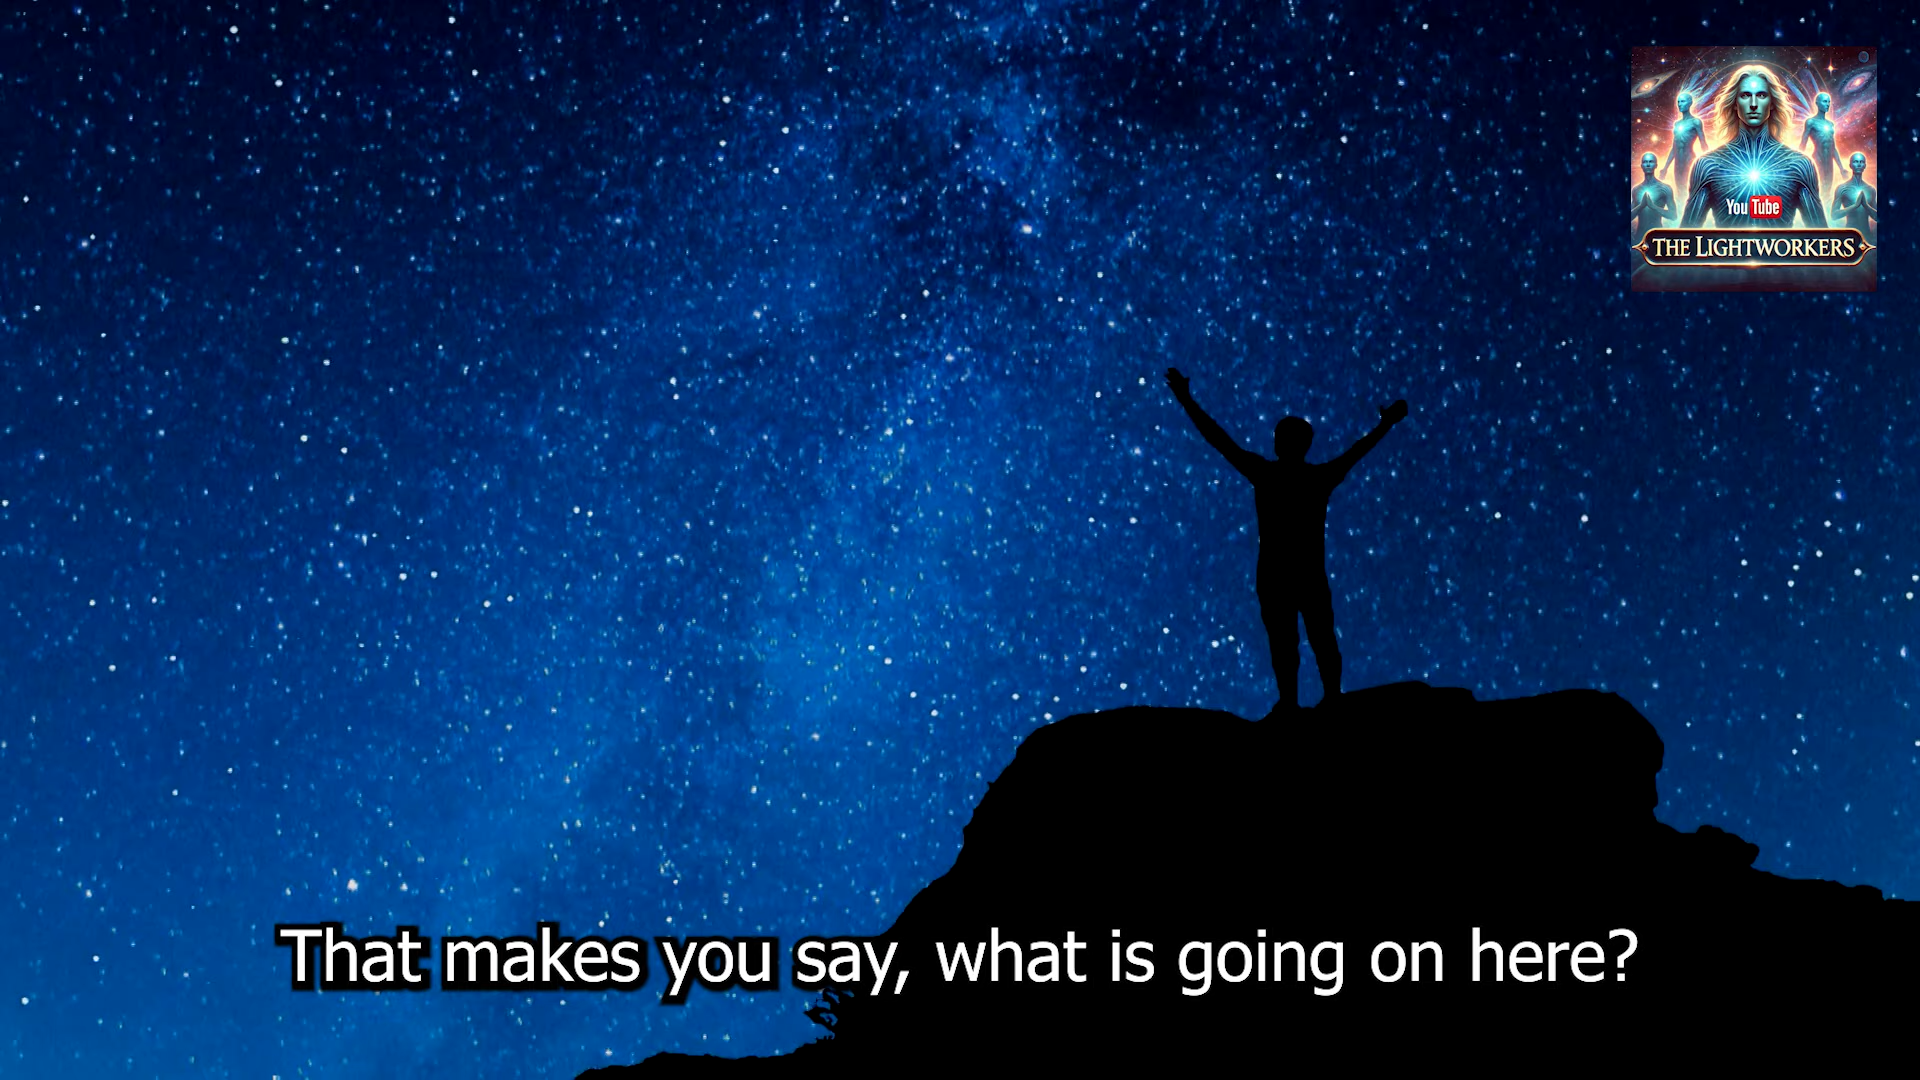 You Tube
THE LIGHTWORKERS
That makes you say, what is going on here?